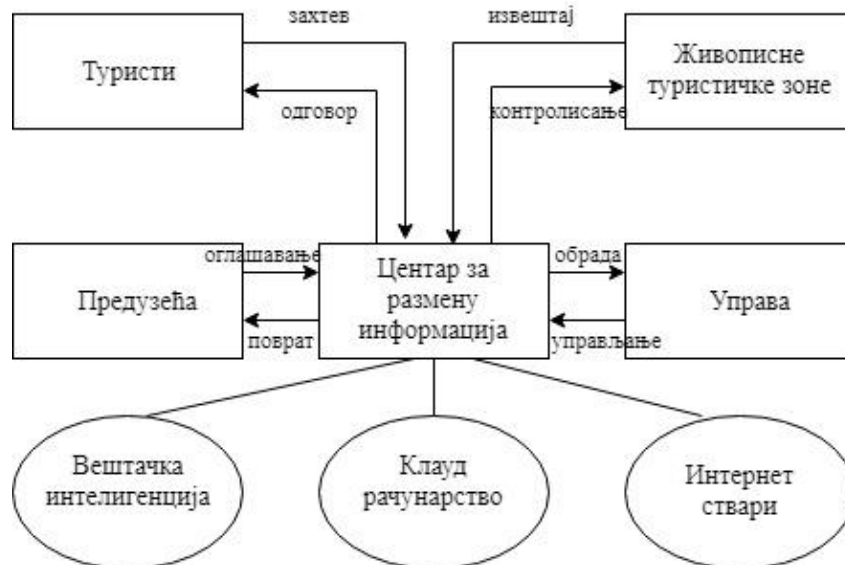 захтев
извештај
Туристи
Живописне
туристичке зоне
одговор
контролисање
оглашавање
обрада
Предузећа
Центар за
размену
информација
Управа
поврат
управљање
Вештачка
интелигенција
Клауд
рачунарство
Интернет
ствари